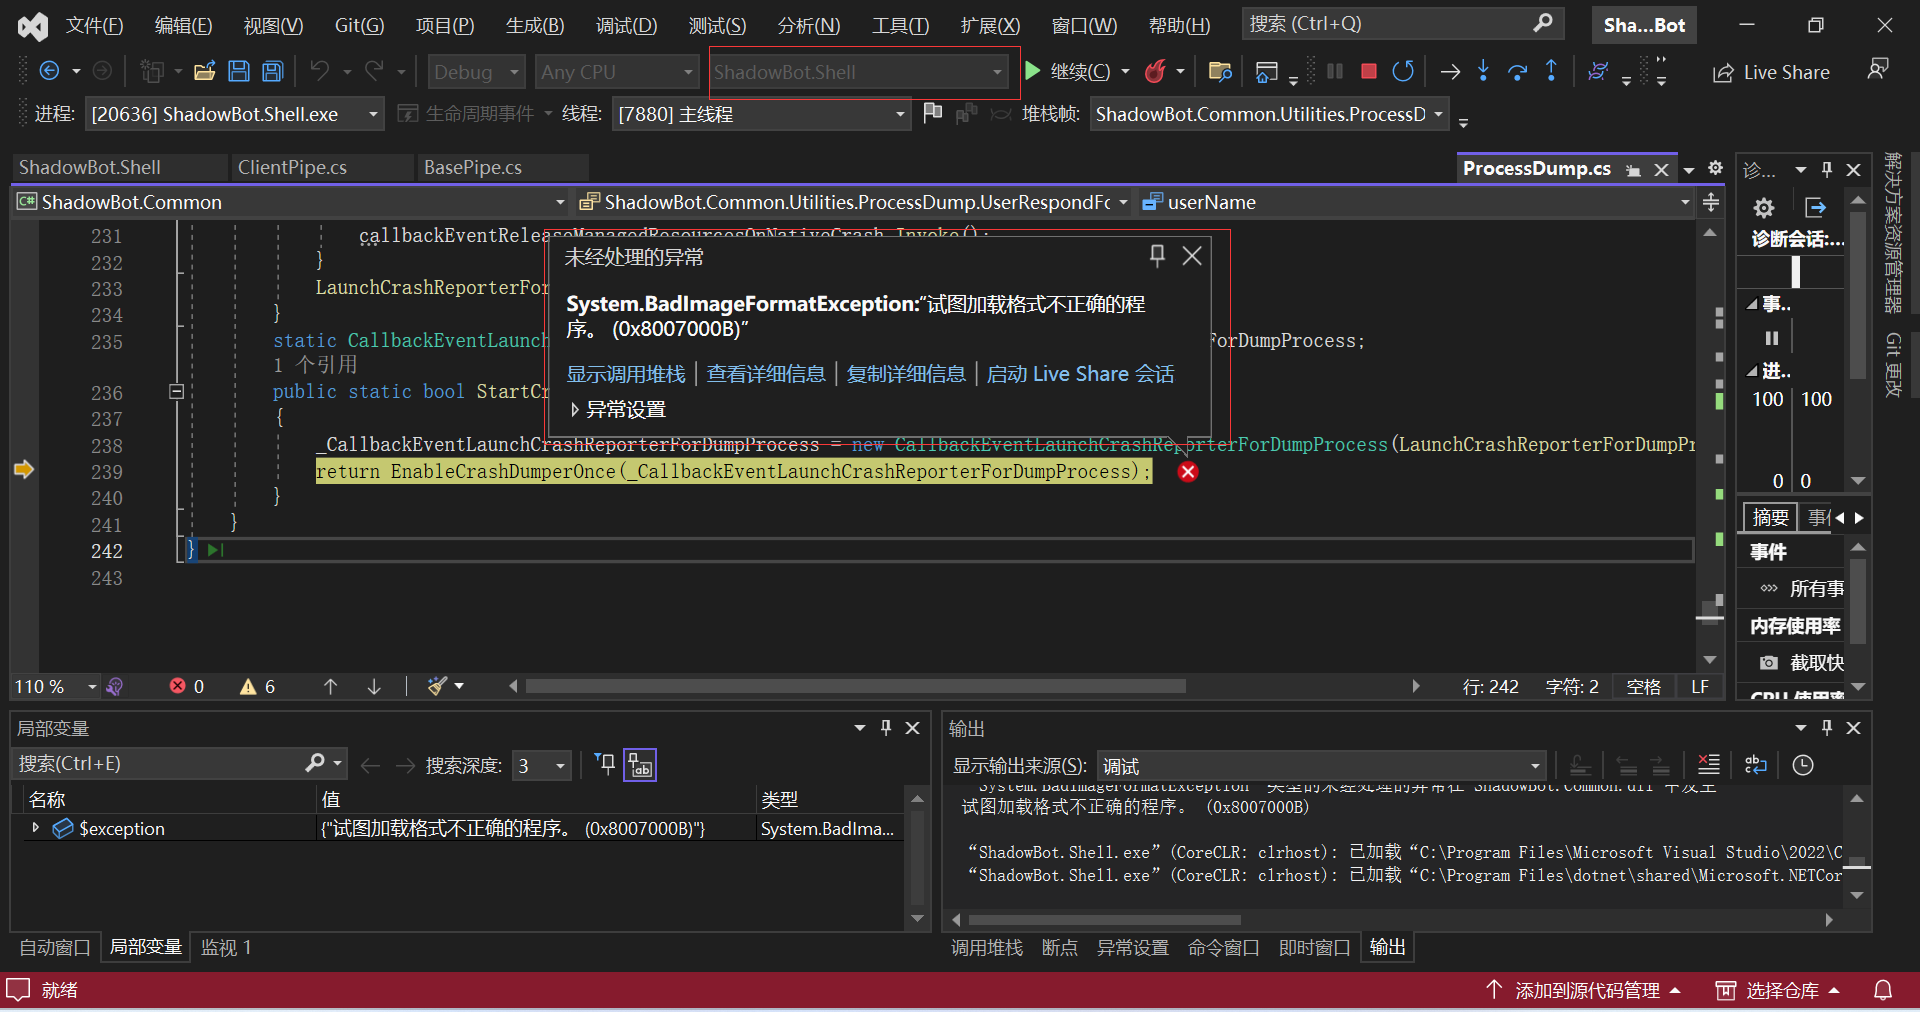 文件(F) 编辑(E) 视图(V) Git(G) 项目(P) 生成(B) 调试(D) 测试(S) 分析(N) 工具(T) 扩展(X) 窗口(W) 帮助(H) 搜索 (Ctrl+Q) Sha...Bot
Debug Any CPU ShadowBot.Shell 继续(C) Live Share
进程: [20636] ShadowBot.Shell.exe 生命周期事件 线程: [7880] 主线程 堆栈帧: ShadowBot.Common.Utilities.ProcessD
ShadowBot.Shell ClientPipe.cs BasePipe.cs ProcessDump.cs
ShadowBot.Common ShadowBot.Common.Utilities.ProcessDump.UserRespondFo userName
231 callbackEventReleaseManagedResourcesOnNativeCrash.Invoke();
232 }
233 LaunchCrashReporterFor
234 }
235 static CallbackEventLaunch orDumpProcess;
1 个引用
236 public static bool StartCr
237 {
238 _CallbackEventLaunchCrashReporterForDumpProcess = new CallbackEventLaunchCrashReporterForDumpProcess(LaunchCrashReporterForDumpPr
239 return EnableCrashDumperOnce(_CallbackEventLaunchCrashReporterForDumpProcess);
240 }
241 }
242 }
243
未经处理的异常
System.BadImageFormatException:“试图加载格式不正确的程
序。 (0x8007000B)”
显示调用堆栈 | 查看详细信息 | 复制详细信息 | 启动 Live Share 会话
异常设置
诊...
诊断会话:...
事..
进..
100 100
0 0
摘要 事件
事件
所有事
内存使用率
截取快
CPU 使用率
解决方案资源管理器
Git 更改
110 % 0 6 行: 242 字符: 2 空格 LF
局部变量
搜索(Ctrl+E) 搜索深度: 3
名称 值 类型
$exception {"试图加载格式不正确的程序。 (0x8007000B)"} System.BadIma...
自动窗口 局部变量 监视 1
输出
显示输出来源(S): 调试
“System.BadImageFormatException”类型的未经处理的异常在 ShadowBot.Common.dll 中发生
试图加载格式不正确的程序。 (0x8007000B)
“ShadowBot.Shell.exe”(CoreCLR: clrhost): 已加载“C:\Program Files\Microsoft Visual Studio\2022\C
“ShadowBot.Shell.exe”(CoreCLR: clrhost): 已加载“C:\Program Files\dotnet\shared\Microsoft.NETCor
调用堆栈 断点 异常设置 命令窗口 即时窗口 输出
就绪 添加到源代码管理 选择仓库